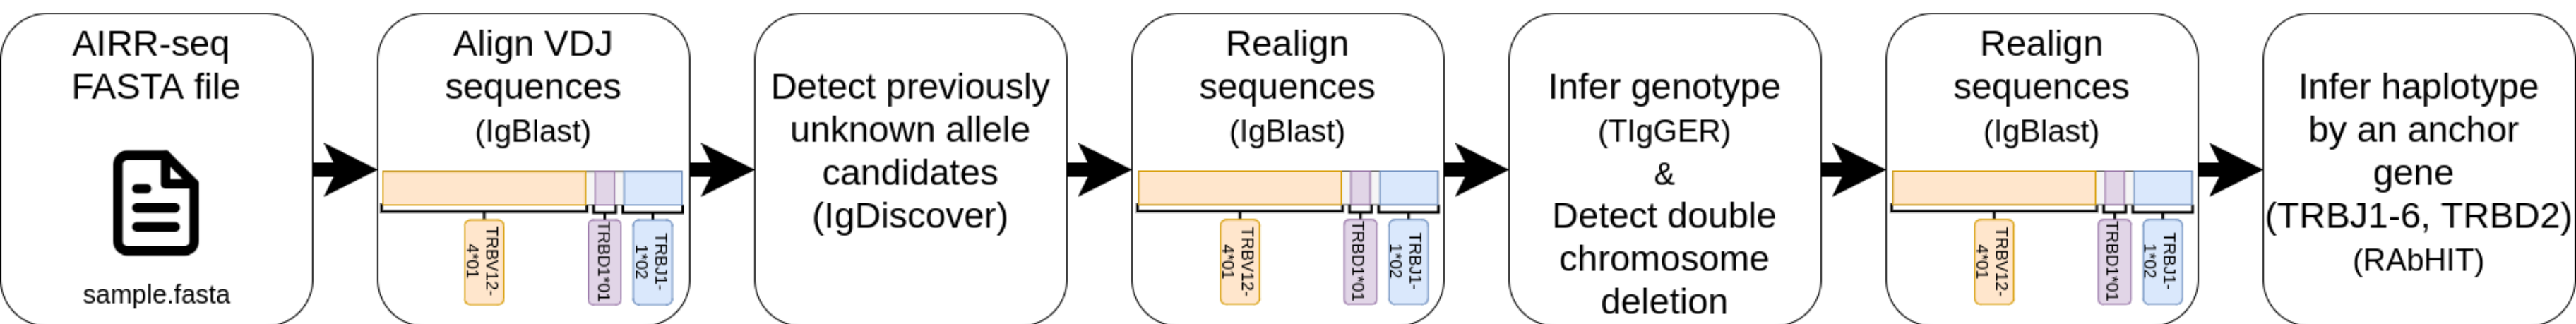 AIRR-seq
FASTA file
sample.fasta
Align VDJ
sequences
(IgBlast)
TRBV12-
4*01
TRBD1*01
TRBJ1-
1*02
Detect previously
unknown allele
candidates
(IgDiscover)
Realign
sequences
(IgBlast)
TRBV12-
4*01
TRBD1*01
TRBJ1-
1*02
Infer genotype
(TIgGER)
&
Detect double
chromosome
deletion
Realign
sequences
(IgBlast)
TRBV12-
4*01
TRBD1*01
TRBJ1-
1*02
Infer haplotype
by an anchor
gene
(TRBJ1-6, TRBD2)
(RAbHIT)